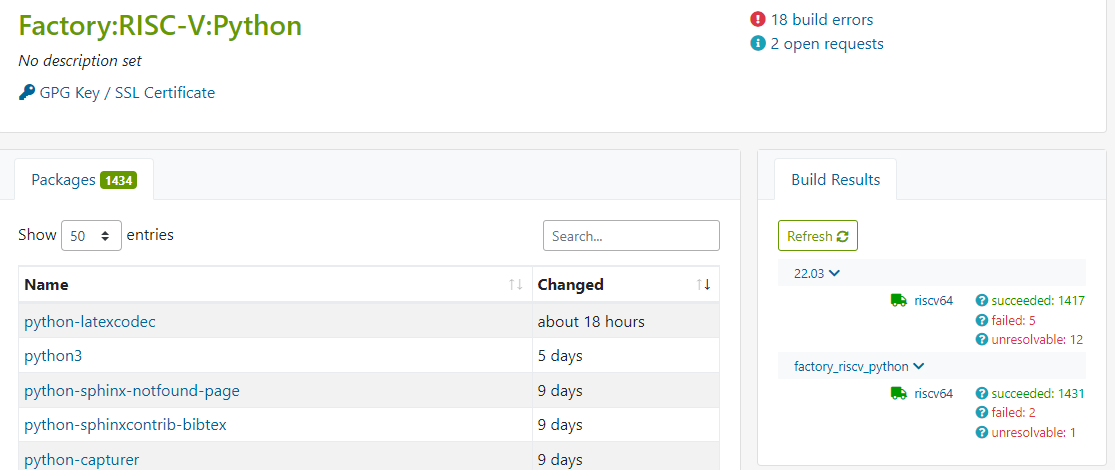 Factory:RISC-V:Python
No description set
GPG Key / SSL Certificate
18 build errors
2 open requests
Packages 1434
Show 50 entries
Search...
Name Changed
python-latexcodec about 18 hours
python3 5 days
python-sphinx-notfound-page 9 days
python-sphinxcontrib-bibtex 9 days
python-capturer 9 days
Build Results
Refresh
22.03
riscv64 succeeded: 1417
failed: 5
unresolvable: 12
factory_riscv_python
riscv64 succeeded: 1431
failed: 2
unresolvable: 1